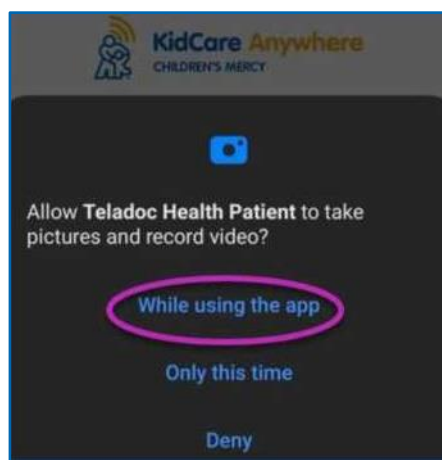 KidCare Anywhere
CHILDREN'S MERCY
Allow Teladoc Health Patient to take
pictures and record video?
While using the app
Only this time
Deny